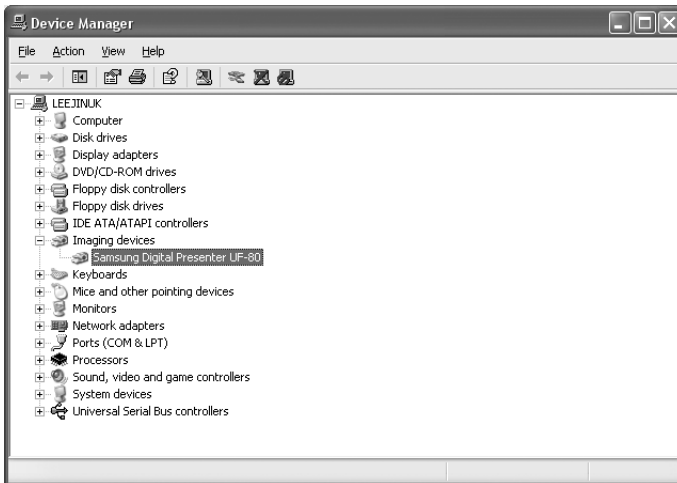 Device Manager
File Action View Help
LEEJINUK
Computer
Disk drives
Display adapters
DVD/CD-ROM drives
Floppy disk controllers
Floppy disk drives
IDE ATA/ATAPI controllers
Imaging devices
Samsung Digital Presenter UF-80
Keyboards
Mice and other pointing devices
Monitors
Network adapters
Ports (COM & LPT)
Processors
Sound, video and game controllers
System devices
Universal Serial Bus controllers